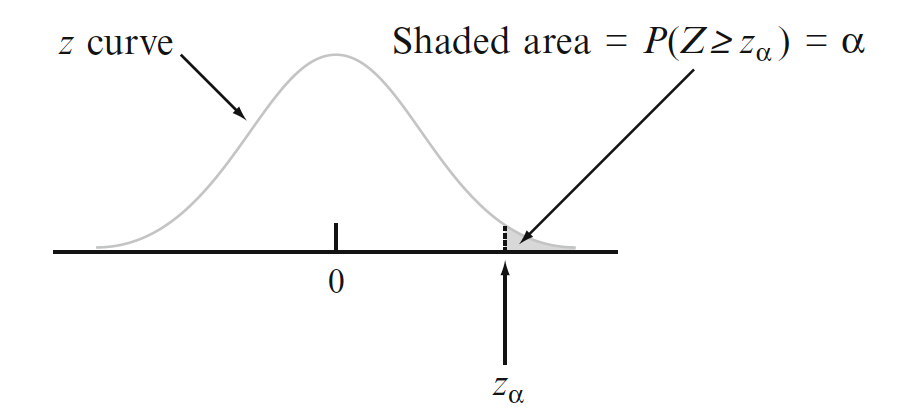 z curve
Shaded area = P(Z ≥ zα) = α
0
zα